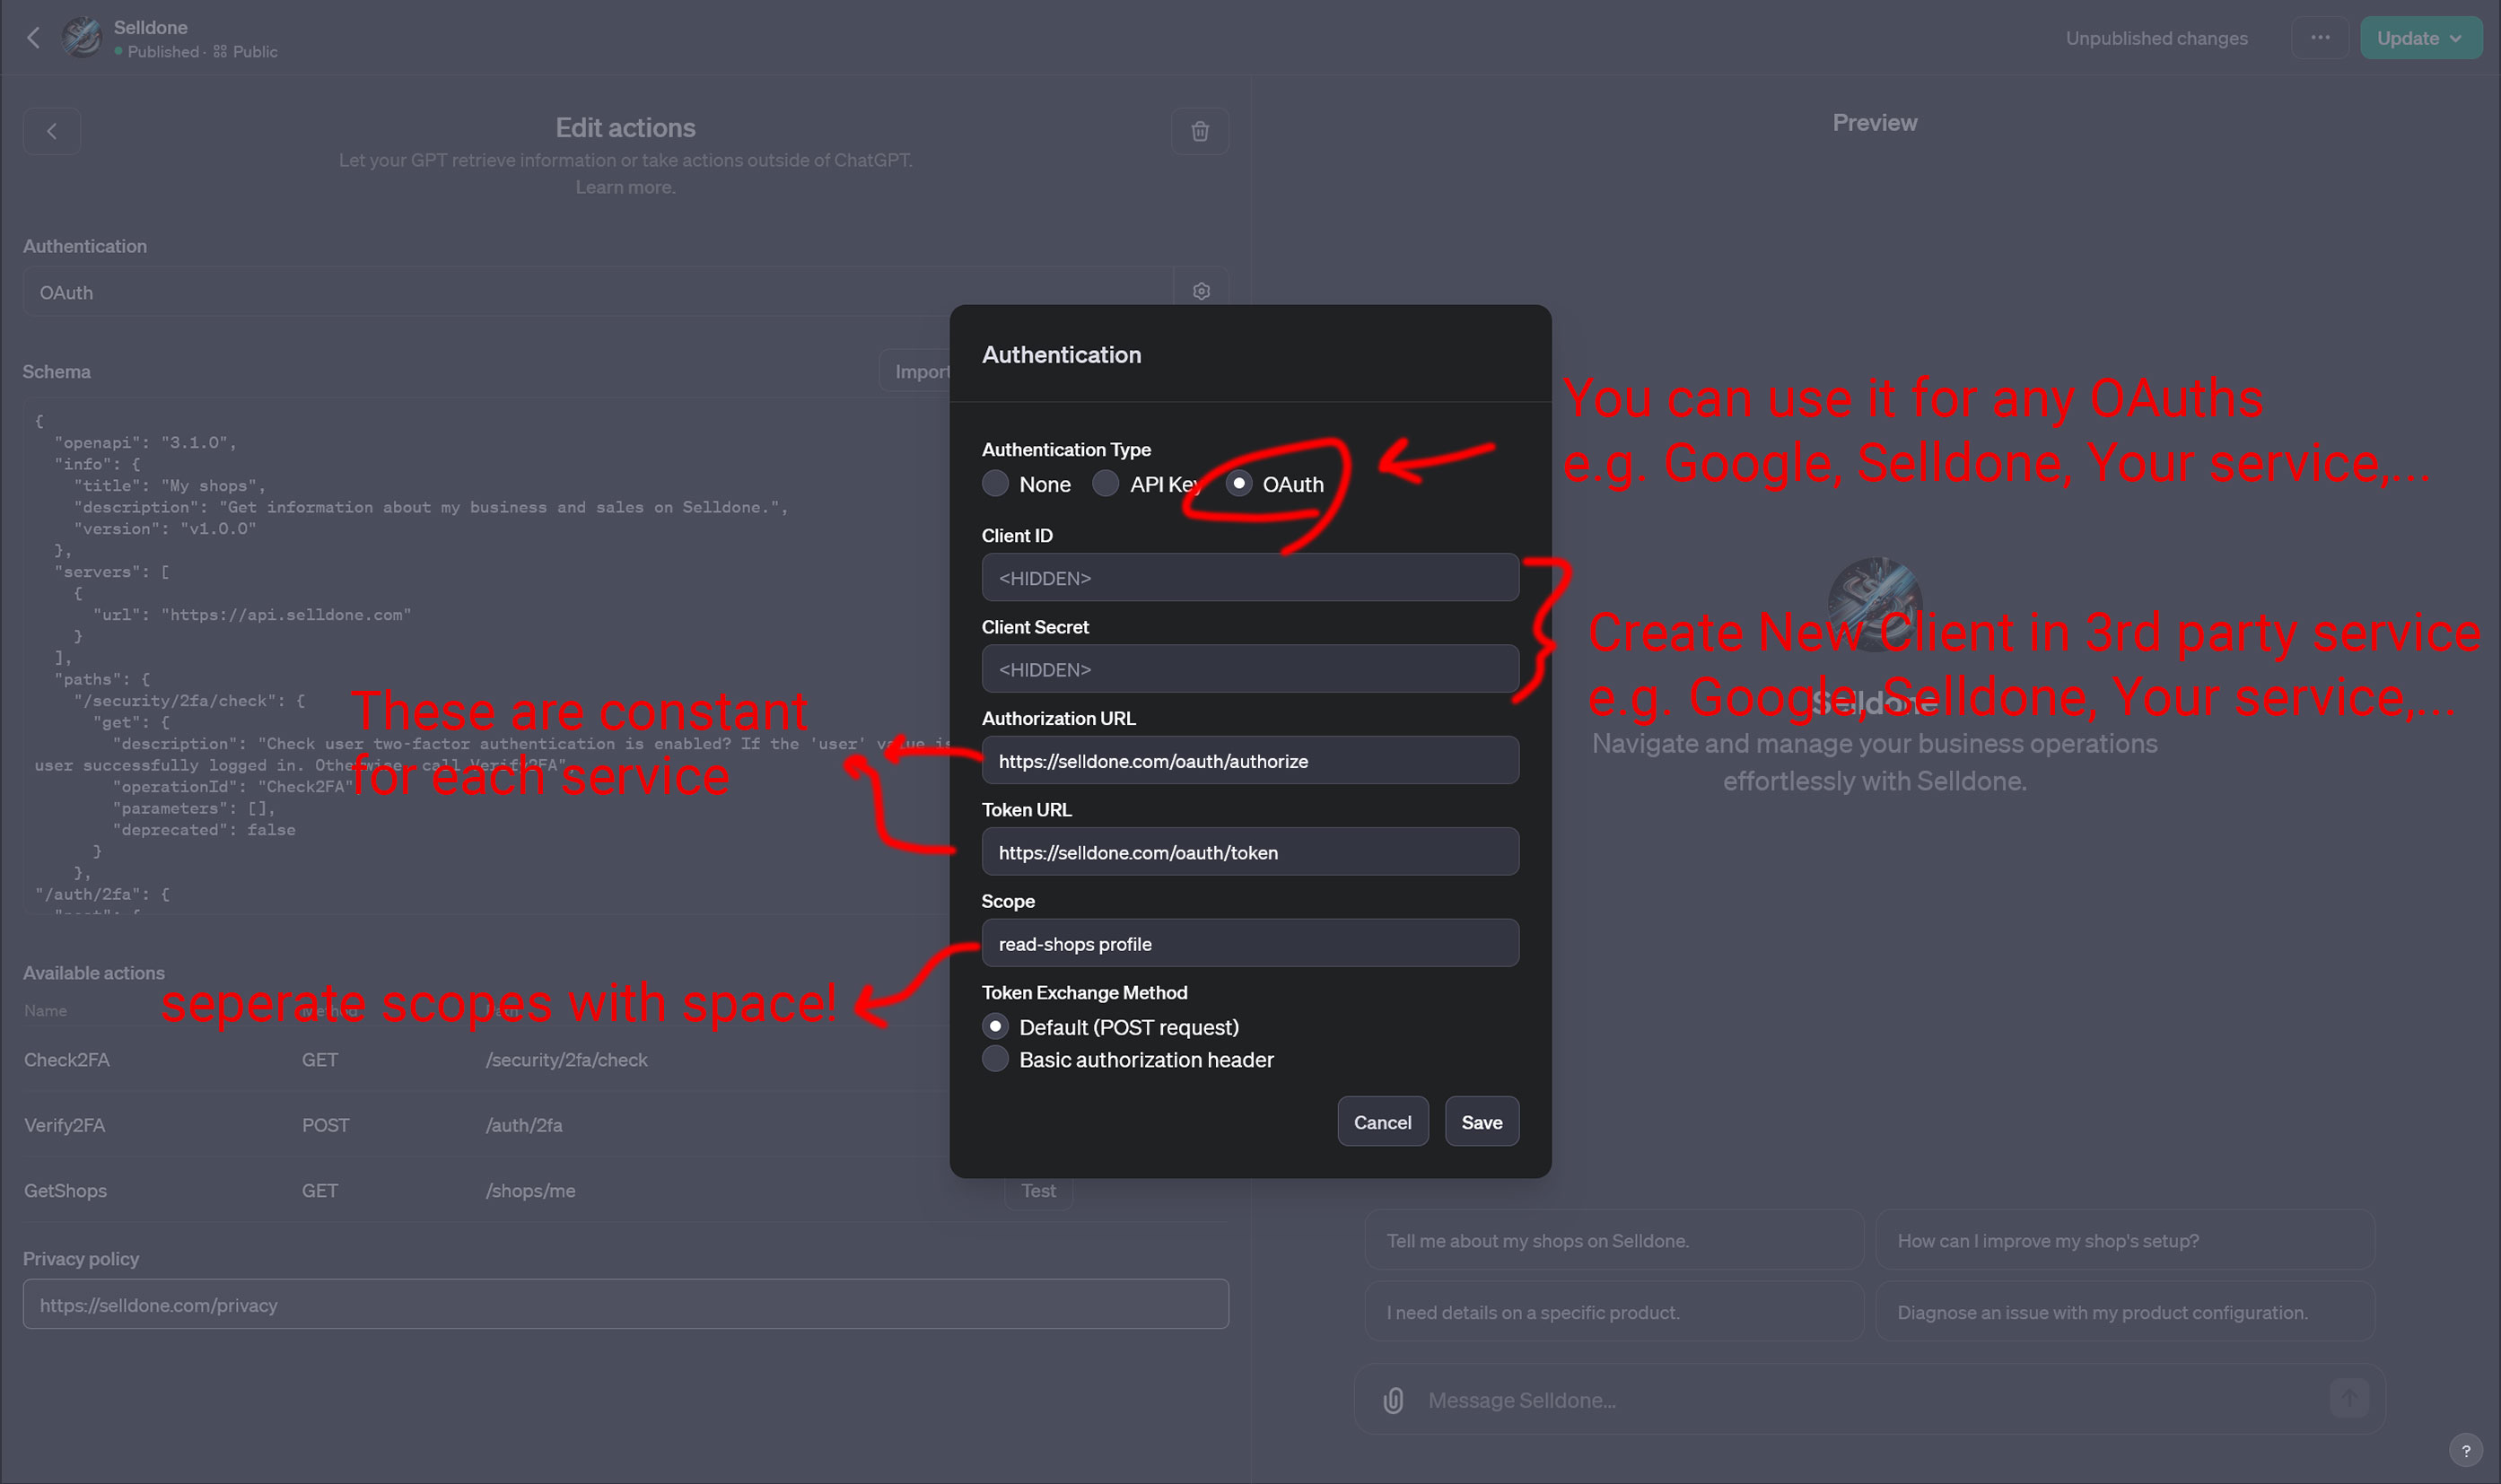 Selldone
Published · Public
Unpublished changes
Update
Edit actions
Let your GPT retrieve information or take actions outside of ChatGPT.
Learn more.
Preview
Authentication
OAuth
Schema
Import
{
"openapi": "3.1.0",
"info": {
"title": "My shops",
"description": "Get information about my business and sales on Selldone.",
"version": "v1.0.0"
},
"servers": [
{
"url": "https://api.selldone.com"
}
],
"paths": {
"/security/2fa/check": {
"get": {
"description": "Check user two-factor authentication is enabled? If the 'user' value is
user successfully logged in. Otherwise, call Verify2FA"
"operationId": "Check2FA"
"parameters": [],
"deprecated": false
}
},
"/auth/2fa": {
These are constant
for each service
Available actions
seperate scopes with space!
Name Method Path
Check2FA GET /security/2fa/check
Verify2FA POST /auth/2fa
GetShops GET /shops/me Test
Privacy policy
https://selldone.com/privacy
Authentication
Authentication Type
None API Key OAuth
Client ID
<HIDDEN>
Client Secret
<HIDDEN>
Authorization URL
https://selldone.com/oauth/authorize
Token URL
https://selldone.com/oauth/token
Scope
read-shops profile
Token Exchange Method
Default (POST request)
Basic authorization header
Cancel Save
You can use it for any OAuths
e.g. Google, Selldone, Your service,...
Create New Client in 3rd party service
e.g. Google, Selldone, Your service,...
Selldone
Navigate and manage your business operations
effortlessly with Selldone.
Tell me about my shops on Selldone.
How can I improve my shop's setup?
I need details on a specific product.
Diagnose an issue with my product configuration.
Message Selldone...
?